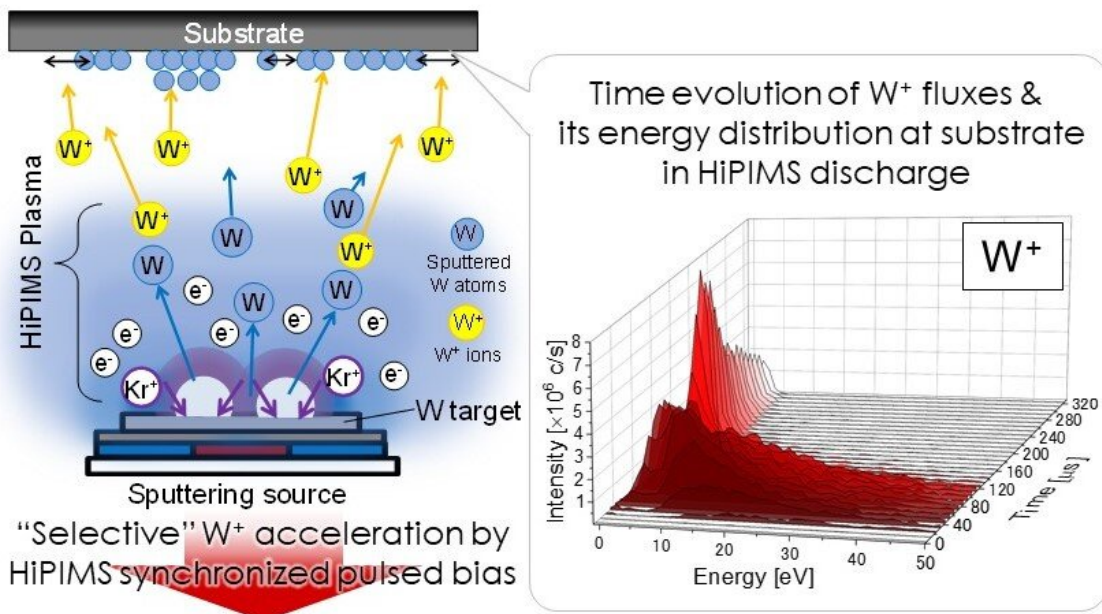 Substrate
W⁺
W⁺
W⁺
W⁺
HiPIMS Plasma
W⁺
W
W
W⁺
W
Sputtered
W atoms
W
W
W
e⁻
e⁻
e⁻
e⁻
e⁻
e⁻
e⁻
W⁺
W⁺ ions
Kr⁺
Kr⁺
W target
Sputtering source
“Selective” W⁺ acceleration by
HiPIMS synchronized pulsed bias
Time evolution of W⁺ fluxes &
its energy distribution at substrate
in HiPIMS discharge
W⁺
Intensity [×10⁶ c/s]
8
7
6
5
4
3
2
1
0 10 20 30 40 50
Energy [eV]
0 40 80 120 160 200 240 280 320
Time [μs]